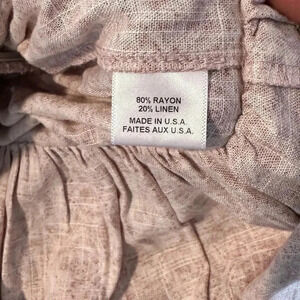 80% RAYON
20% LINEN
MADE IN U.S.A
FAITES AUX U.S.A.